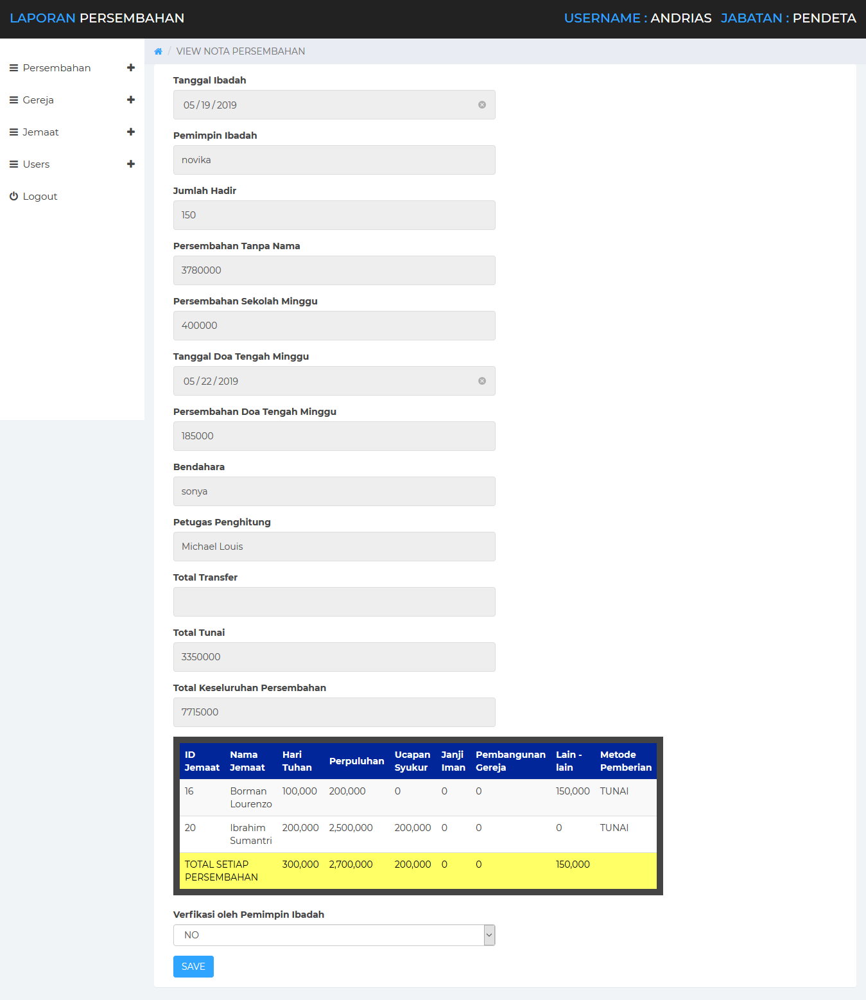 LAPORAN PERSEMBAHAN
USERNAME : ANDRIAS JABATAN : PENDETA
/ VIEW NOTA PERSEMBAHAN
Persembahan
Gereja
Jemaat
Users
Logout
Tanggal Ibadah
05 / 19 / 2019
Pemimpin Ibadah
novika
Jumlah Hadir
150
Persembahan Tanpa Nama
3780000
Persembahan Sekolah Minggu
400000
Tanggal Doa Tengah Minggu
05 / 22 / 2019
Persembahan Doa Tengah Minggu
185000
Bendahara
sonya
Petugas Penghitung
Michael Louis
Total Transfer
Total Tunai
3350000
Total Keseluruhan Persembahan
7715000
ID Jemaat Nama Jemaat Hari Tuhan Perpuluhan Ucapan Syukur Janji Iman Pembangunan Gereja Lain - lain Metode Pemberian
16 Borman Lourenzo 100,000 200,000 0 0 0 150,000 TUNAI
20 Ibrahim Sumantri 200,000 2,500,000 200,000 0 0 0 TUNAI
TOTAL SETIAP PERSEMBAHAN 300,000 2,700,000 200,000 0 0 150,000
Verfikasi oleh Pemimpin Ibadah
NO
SAVE